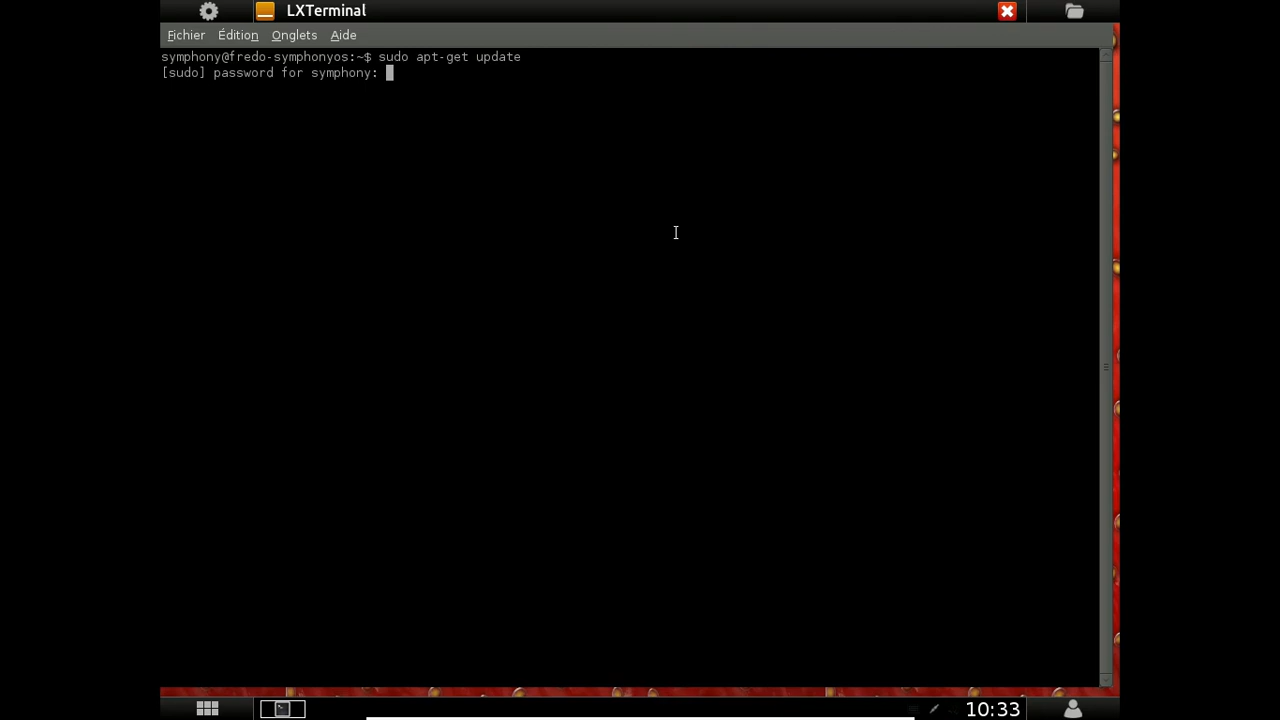 LXTerminal
Fichier Édition Onglets Aide
symphony@fredo-symphonyos:~$ sudo apt-get update
[sudo] password for symphony:
10:33